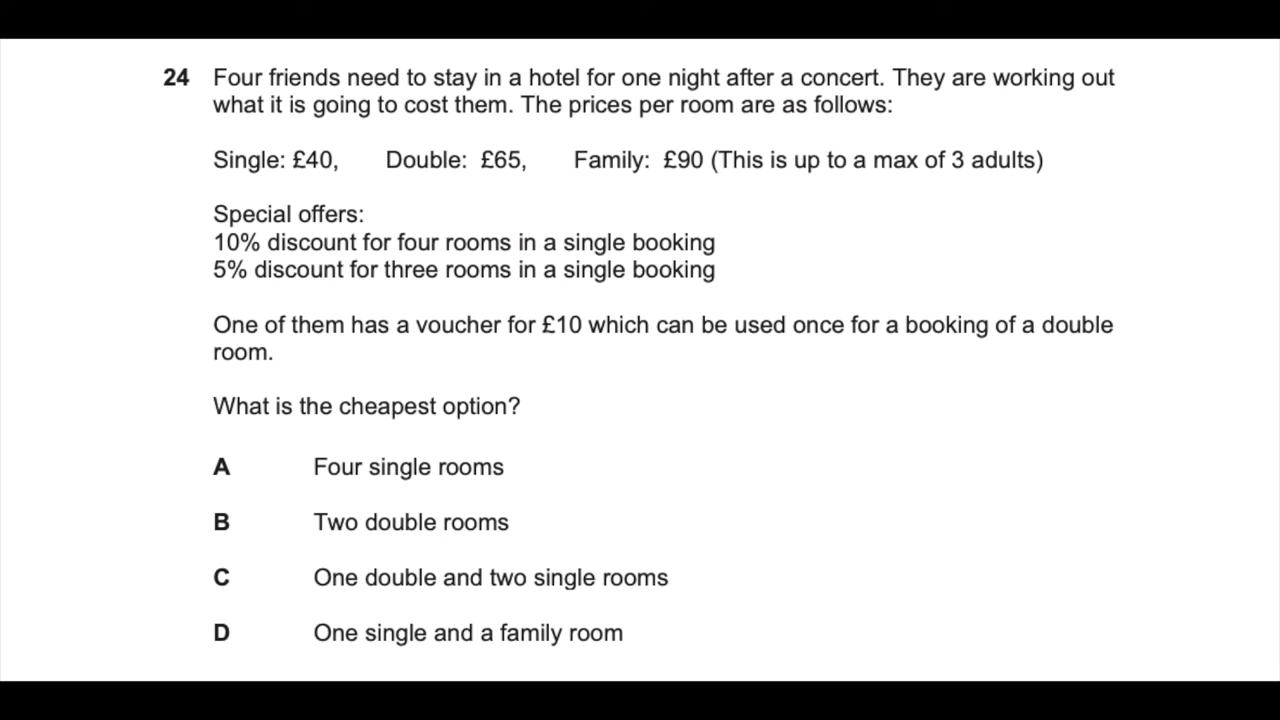 24 Four friends need to stay in a hotel for one night after a concert. They are working out
what it is going to cost them. The prices per room are as follows:
Single: £40, Double: £65, Family: £90 (This is up to a max of 3 adults)
Special offers:
10% discount for four rooms in a single booking
5% discount for three rooms in a single booking
One of them has a voucher for £10 which can be used once for a booking of a double
room.
What is the cheapest option?
A Four single rooms
B Two double rooms
C One double and two single rooms
D One single and a family room